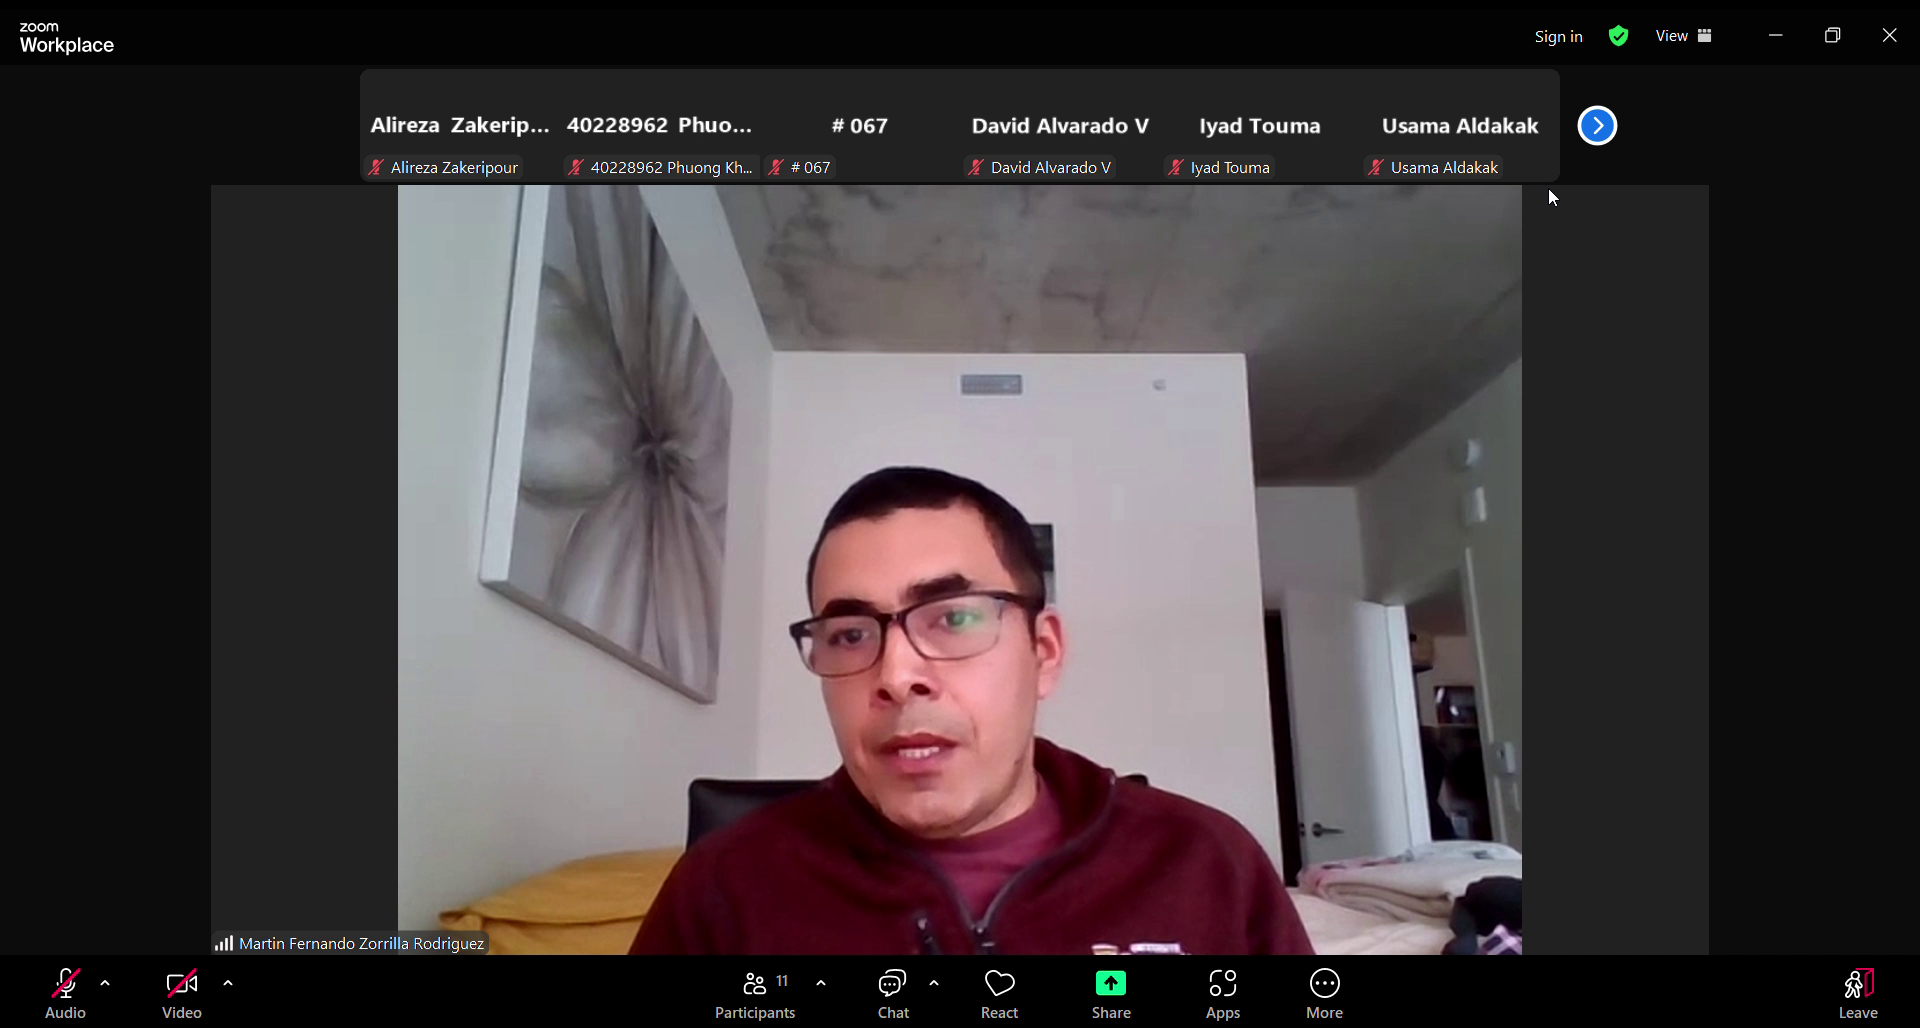 zoom
Workplace
Sign in
View
Alireza Zakerip...
40228962 Phuo...
# 067
David Alvarado V
Iyad Touma
Usama Aldakak
Alireza Zakeripour
40228962 Phuong Kh...
# 067
David Alvarado V
Iyad Touma
Usama Aldakak
Martin Fernando Zorrilla Rodriguez
Audio
Video
11
Participants
Chat
React
Share
Apps
More
Leave